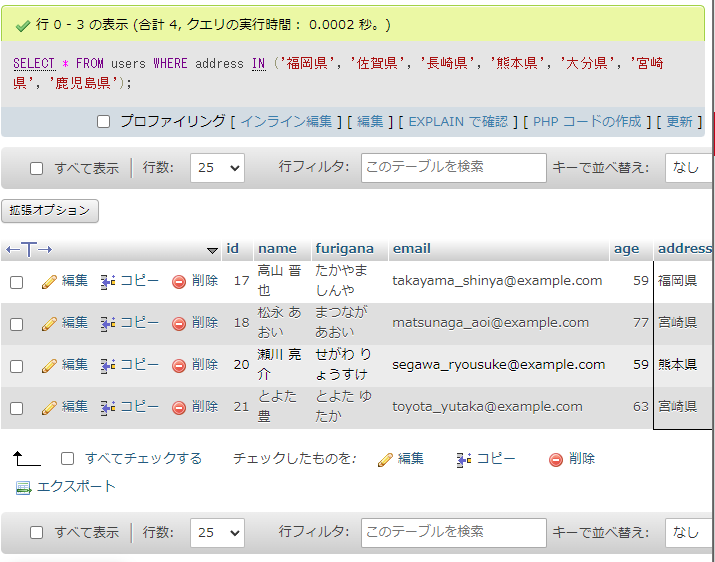 行 0 - 3 の表示 (合計 4, クエリの実行時間： 0.0002 秒。)
SELECT * FROM users WHERE address IN ('福岡県', '佐賀県', '長崎県', '熊本県', '大分県', '宮崎
県', '鹿児島県');
プロファイリング [ インライン編集 ] [ 編集 ] [ EXPLAIN で確認 ] [ PHP コードの作成 ] [ 更新 ]
すべて表示 行数: 25 行フィルタ: このテーブルを検索 キーで並べ替え: なし
拡張オプション
←T→ id name furigana email age address
編集 コピー 削除 17 高山 晋也 たかやま しんや takayama_shinya@example.com 59 福岡県
編集 コピー 削除 18 松永 あおい まつなが あおい matsunaga_aoi@example.com 77 宮崎県
編集 コピー 削除 20 瀬川 亮介 せがわ りょうすけ segawa_ryousuke@example.com 59 熊本県
編集 コピー 削除 21 とよた 豊 とよた ゆたか toyota_yutaka@example.com 63 宮崎県
すべてチェックする チェックしたものを: 編集 コピー 削除
エクスポート
すべて表示 行数: 25 行フィルタ: このテーブルを検索 キーで並べ替え: なし